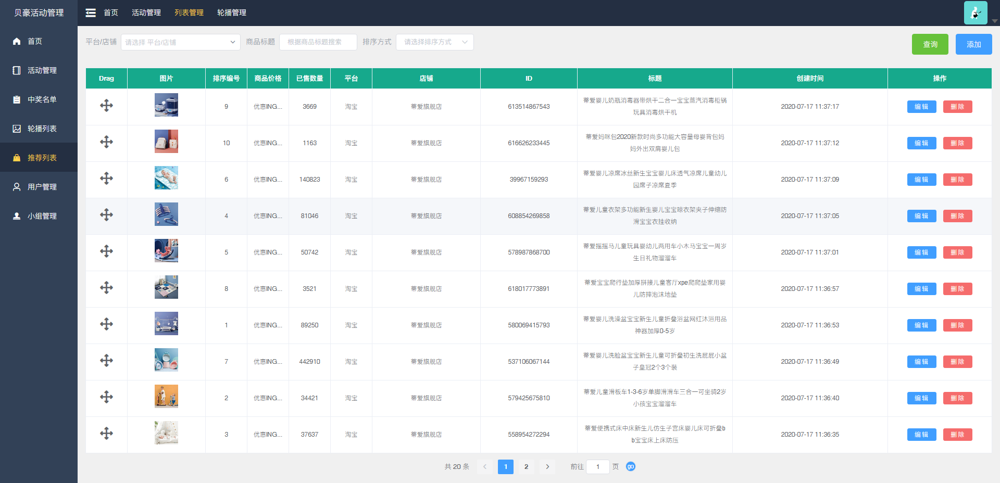 贝豪活动管理
首页
活动管理
列表管理
轮播管理
首页
活动管理
中奖名单
轮播列表
推荐列表
用户管理
小组管理
平台/店铺
请选择 平台/店铺
商品标题
根据商品标题搜索
排序方式
请选择排序方式
查询
添加
Drag 图片 排序编号 商品价格 已售数量 平台 店铺 ID 标题 创建时间 操作
9 优惠ING... 3669 淘宝 蒂爱旗舰店 613514867543 蒂爱婴儿奶瓶消毒器带烘干二合一宝宝蒸汽消毒柜锅
玩具消毒烘干机 2020-07-17 11:37:17 编辑 删除
10 优惠ING... 1163 淘宝 蒂爱旗舰店 616626233445 蒂爱妈咪包2020新款时尚多功能大容量母婴背包妈
妈外出双肩婴儿包 2020-07-17 11:37:12 编辑 删除
6 优惠ING... 140823 淘宝 蒂爱旗舰店 39967159293 蒂爱婴儿凉席冰丝新生宝宝婴儿床透气凉席儿童幼儿
园席子凉席夏季 2020-07-17 11:37:09 编辑 删除
4 优惠ING... 81046 淘宝 蒂爱旗舰店 608854269858 蒂爱儿童衣架多功能新生婴儿宝宝晾衣架夹子伸缩防
滑宝宝衣挂收纳 2020-07-17 11:37:05 编辑 删除
5 优惠ING... 50742 淘宝 蒂爱旗舰店 578987868700 蒂爱摇摇马儿童玩具婴幼儿两用车小木马宝宝一周岁
生日礼物溜溜车 2020-07-17 11:37:01 编辑 删除
8 优惠ING... 3521 淘宝 蒂爱旗舰店 618017773891 蒂爱宝宝爬行垫加厚拼接儿童客厅xpe爬爬垫家用婴
儿防摔泡沫地垫 2020-07-17 11:36:57 编辑 删除
1 优惠ING... 89250 淘宝 蒂爱旗舰店 580069415793 蒂爱婴儿洗澡盆宝宝新生儿童折叠浴盆网红沐浴用品
神器加厚0-5岁 2020-07-17 11:36:53 编辑 删除
7 优惠ING... 442910 淘宝 蒂爱旗舰店 537106067144 蒂爱婴儿洗脸盆宝宝新生儿童可折叠初生洗屁屁小盆
子皇冠2个3个装 2020-07-17 11:36:49 编辑 删除
2 优惠ING... 34421 淘宝 蒂爱旗舰店 579425675810 蒂爱儿童滑板车1-3-6岁单脚滑滑车三合一可坐骑2岁
小孩宝宝溜溜车 2020-07-17 11:36:40 编辑 删除
3 优惠ING... 37637 淘宝 蒂爱旗舰店 558954272294 蒂爱便携式床中床新生儿仿生子宫床婴儿床可折叠b
b宝宝床上床防压 2020-07-17 11:36:35 编辑 删除
共 20 条 1 2 前往 1 页 go